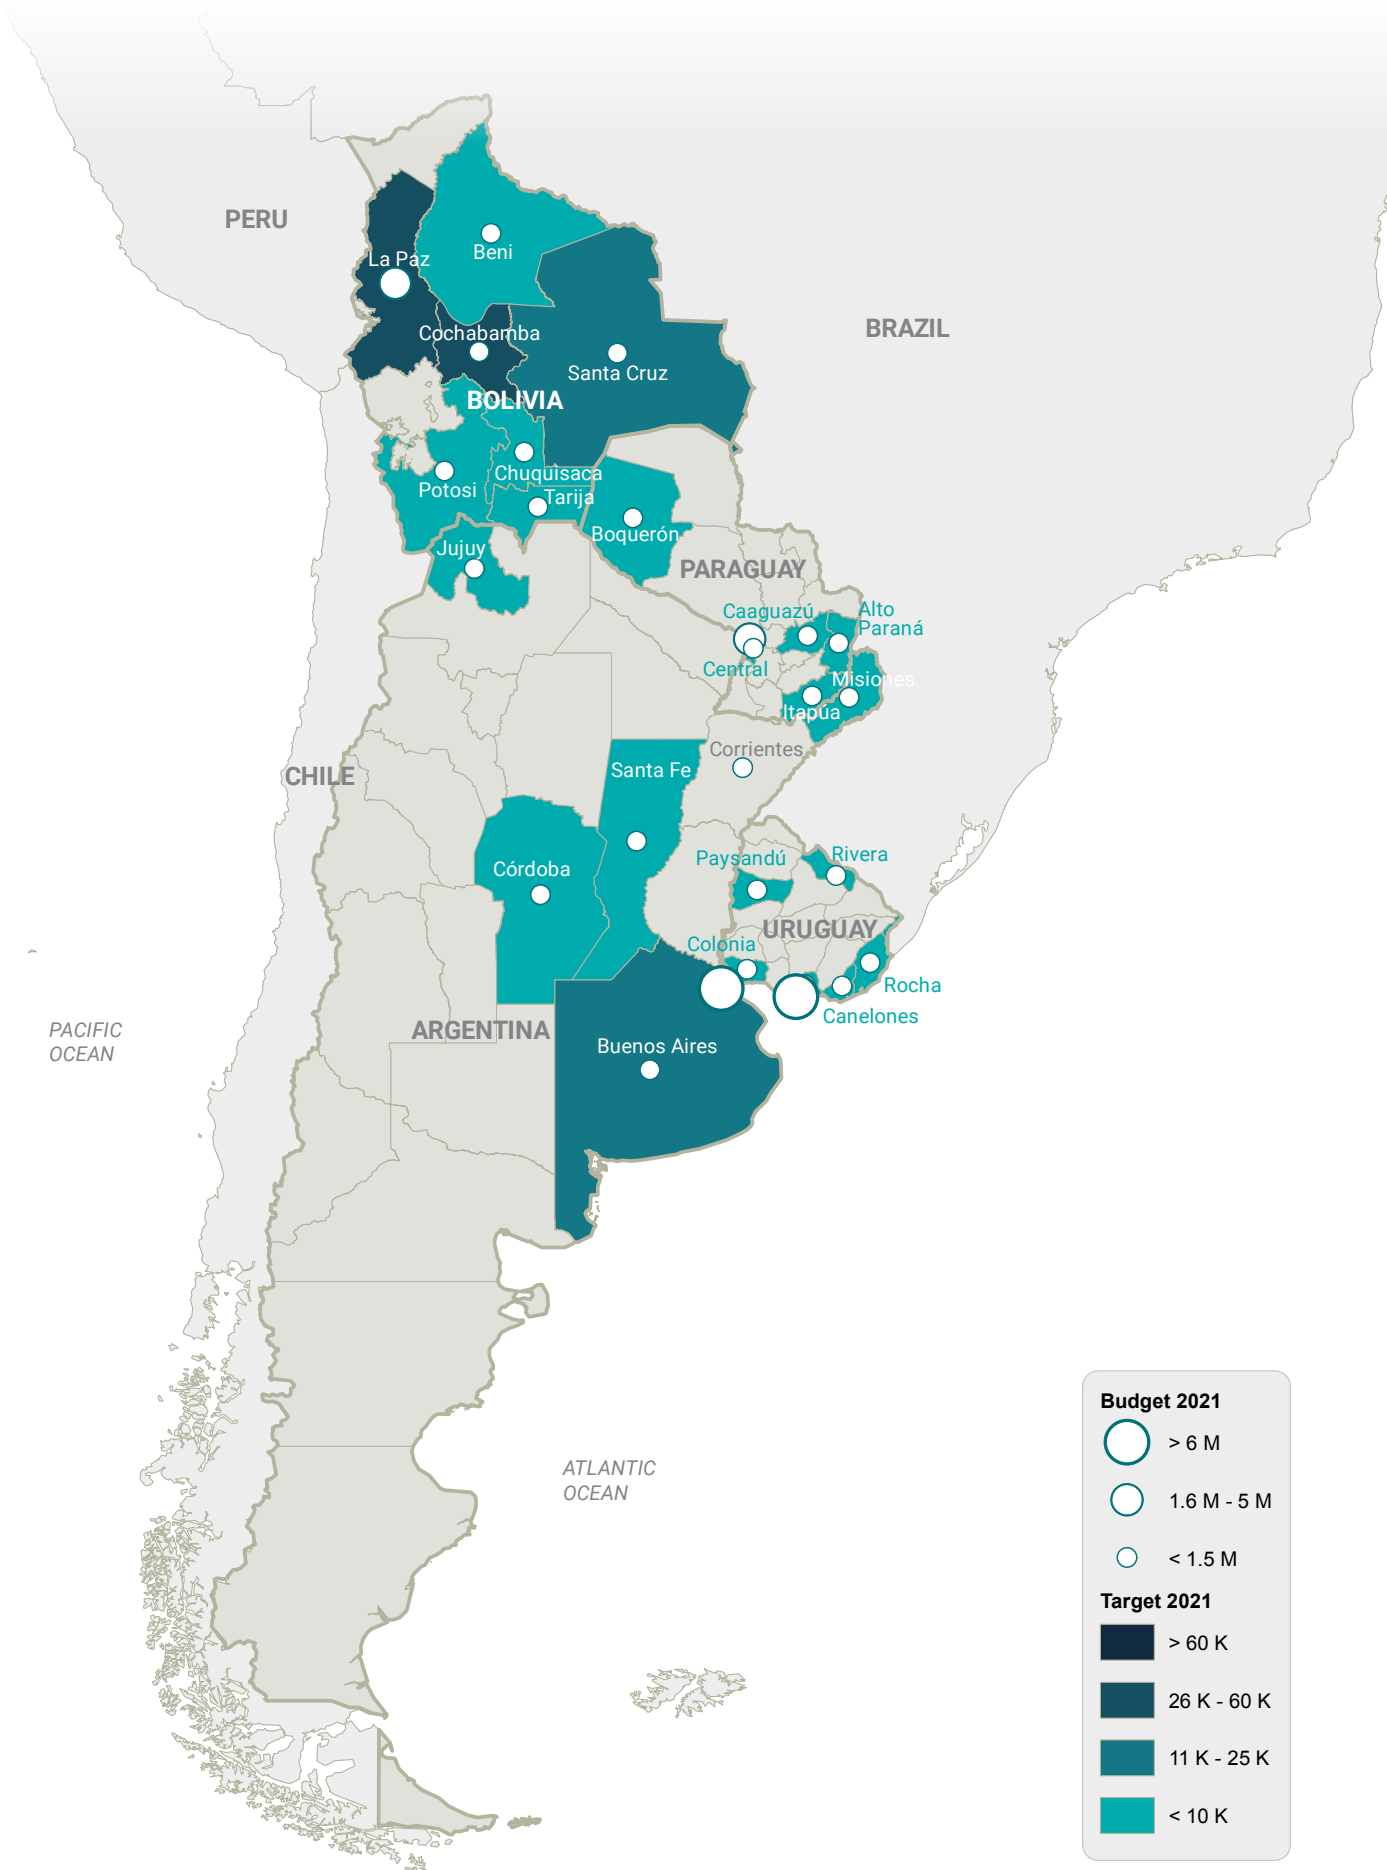 PERU
La Paz
Beni
BRAZIL
Cochabamba
Santa Cruz
BOLIVIA
Chuquisaca
Potosi
Tarija
Boquerón
Jujuy
PARAGUAY
Caaguazú
Alto
Paraná
Central
Misiones
Itapúa
Corrientes
Santa Fe
CHILE
Paysandú
Rivera
Córdoba
URUGUAY
Colonia
Rocha
Canelones
PACIFIC
OCEAN
ARGENTINA
Buenos Aires
ATLANTIC
OCEAN
Budget 2021
> 6 M
1.6 M - 5 M
< 1.5 M
Target 2021
> 60 K
26 K - 60 K
11 K - 25 K
< 10 K